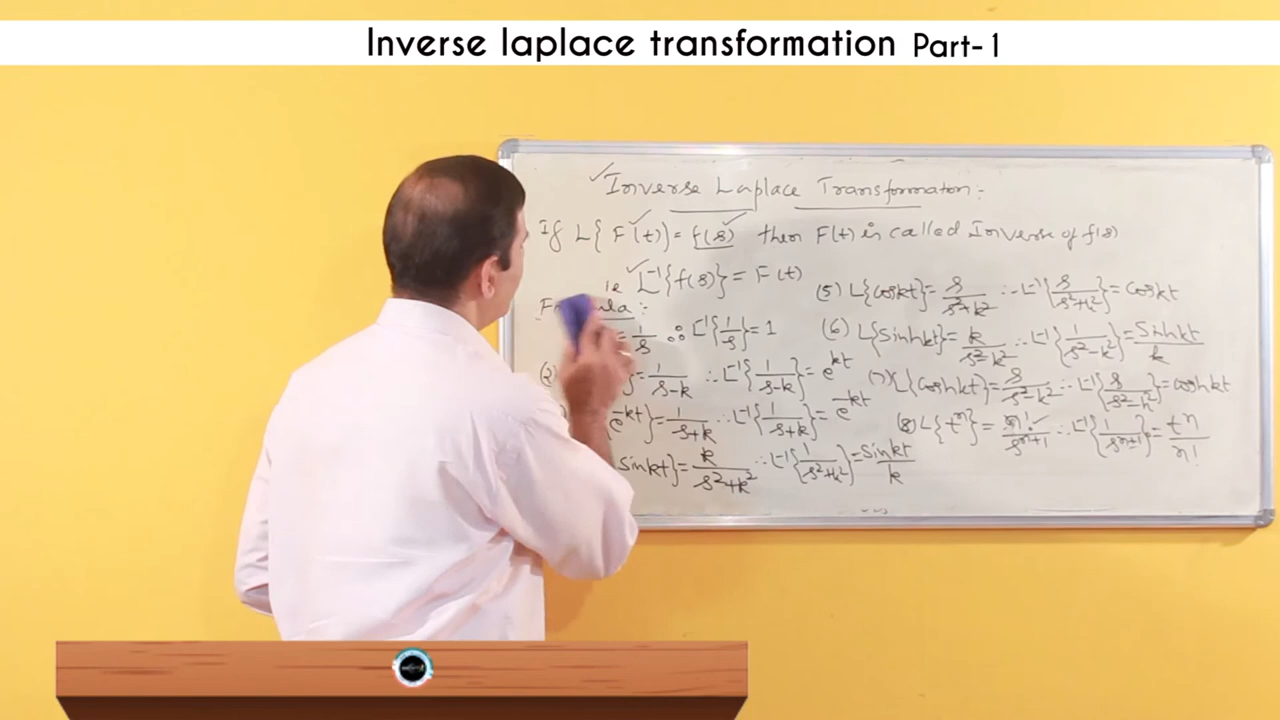 Inverse laplace transformation Part-1
✓Inverse Laplace Transformaton:-
If L{F(t)} = f(s) then F(t) is called Inverse of f(s)
ie L⁻¹{f(s)} = F(t)
:
= 1/s ∴ L⁻¹{1/s} = 1
(2) = 1/(s-k) ∴ L⁻¹{1/(s-k)} = e^kt
e^-kt} = 1/(s+k) ∴ L⁻¹{1/(s+k)} = e^-kt
Sinkt} = k/(s²+k²) ∴ L⁻¹{1/(s²+k²)} = Sinkt/k
(5) L{coskt} = s/(s²+k²) ∴ L⁻¹{s/(s²+k²)} = coskt
(6) L{Sinhkt} = k/(s²-k²) ∴ L⁻¹{1/(s²-k²)} = Sinhkt/k
(7) L{coshkt} = s/(s²-k²) ∴ L⁻¹{s/(s²-k²)} = coshkt
(8) L{tⁿ} = n!/sⁿ⁺¹ ∴ L⁻¹{1/sⁿ⁺¹} = tⁿ/n!